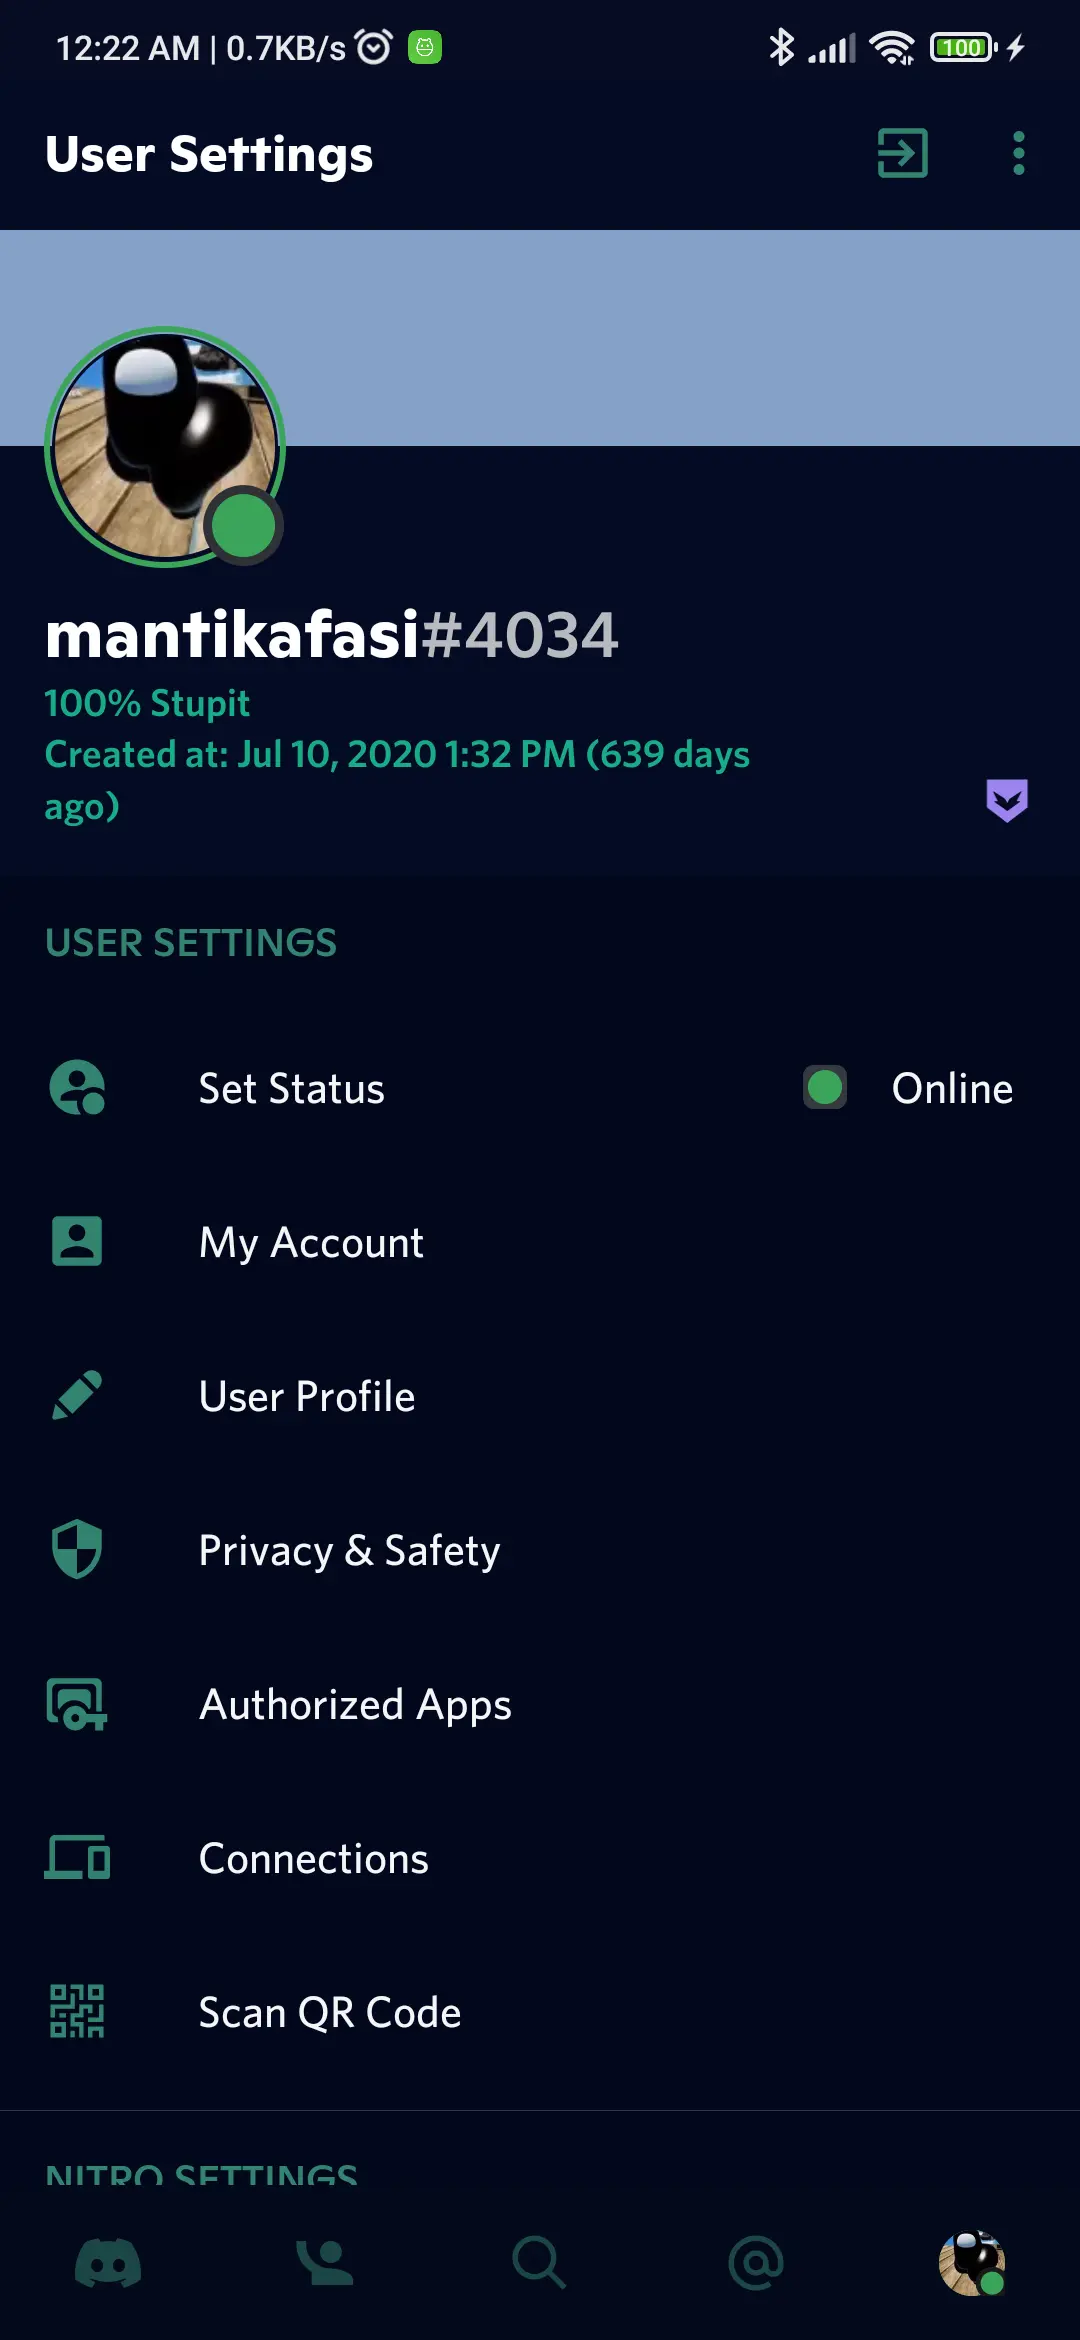 12:22 AM | 0.7KB/s
100
User Settings
mantikafasi#4034
100% Stupit
Created at: Jul 10, 2020 1:32 PM (639 days
ago)
USER SETTINGS
Set Status
Online
My Account
User Profile
Privacy & Safety
Authorized Apps
Connections
Scan QR Code
NITRO SETTINGS